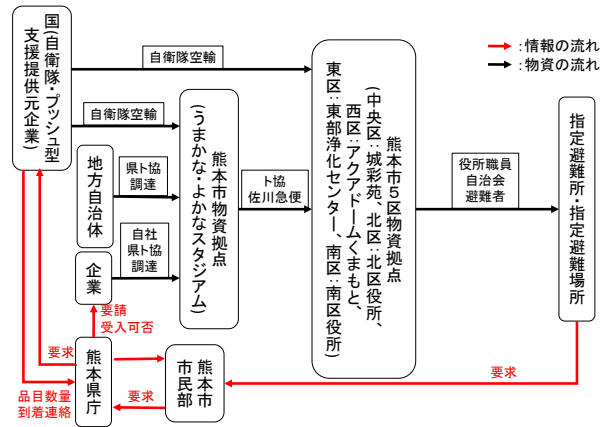 国(自衛隊・プッシュ型
支援提供元企業)
自衛隊空輸
自衛隊空輸
地方自治体
県ト協
調達
企業
自社
県ト協
調達
熊本市物資拠点
(うまかな・よかなスタジアム)
ト協
佐川急便
熊本市5区物資拠点
(中央区：城彩苑、北区：北区役所、
西区：アクアドームくまもと、
東区：東部浄化センター、南区：南区役所)
役所職員
自治会
避難者
指定避難所・指定避難場所
：情報の流れ
：物資の流れ
要請
受入可否
要求
熊本県庁
品目数量
到着連絡
要求
熊本市
市民部
要求